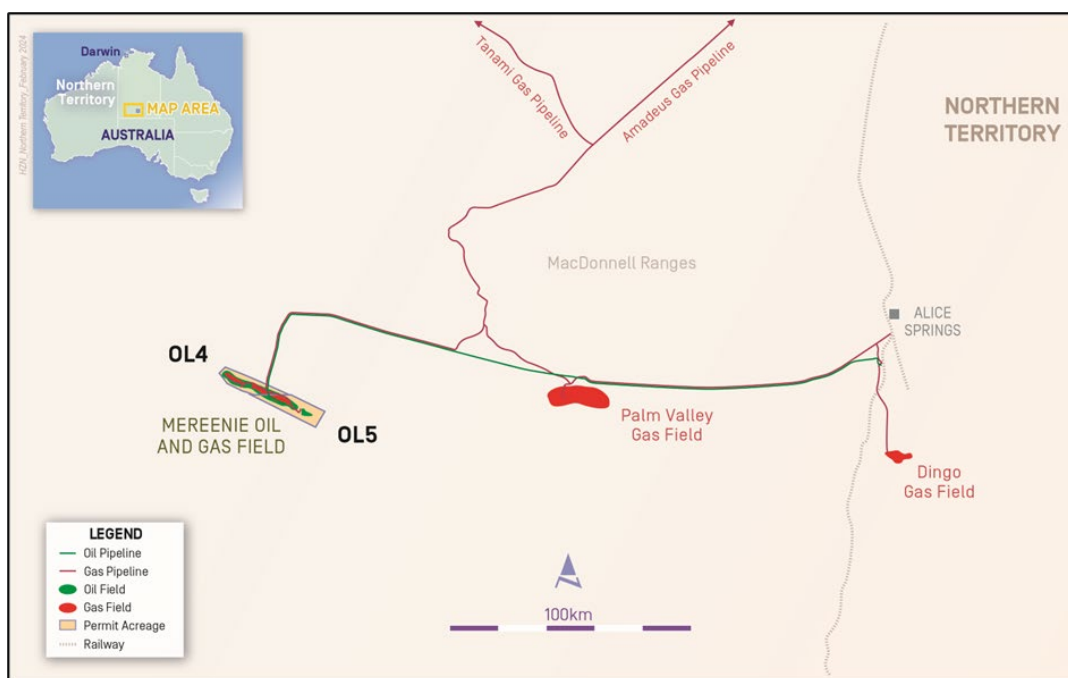 HZN_Northern Territory_February 2024
Darwin
Northern
Territory
MAP AREA
AUSTRALIA
Tanami Gas Pipeline
Amadeus Gas Pipeline
NORTHERN
TERRITORY
MacDonnell Ranges
ALICE
SPRINGS
OL4
OL5
MEREENIE OIL
AND GAS FIELD
Palm Valley
Gas Field
Dingo
Gas Field
LEGEND
Oil Pipeline
Gas Pipeline
Oil Field
Gas Field
Permit Acreage
Railway
100km